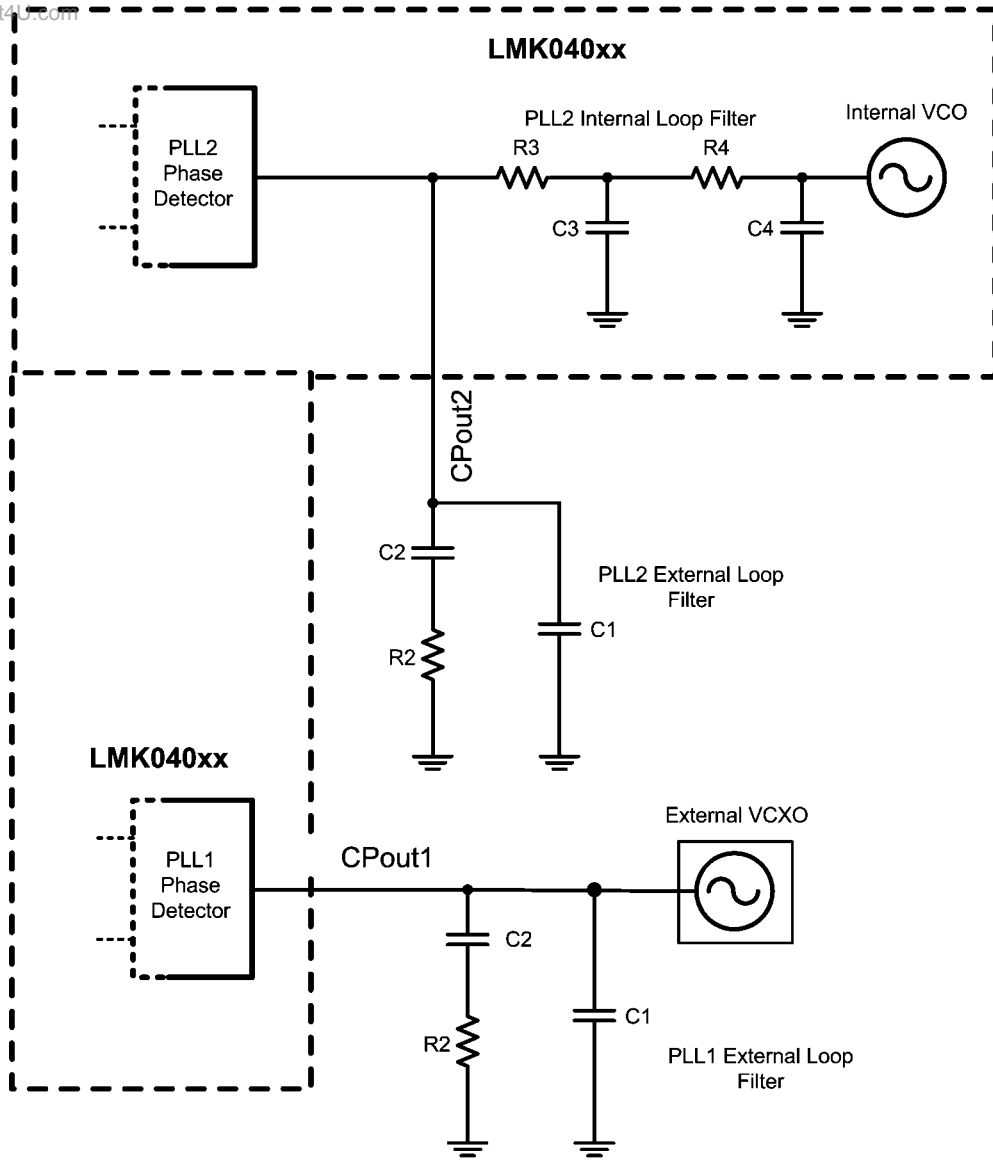 t4U.com
LMK040xx
PLL2 Internal Loop Filter
Internal VCO
R3
R4
PLL2
Phase
Detector
C3
C4
CPout2
C2
PLL2 External Loop
Filter
C1
R2
LMK040xx
External VCXO
CPout1
PLL1
Phase
Detector
C2
C1
R2
PLL1 External Loop
Filter